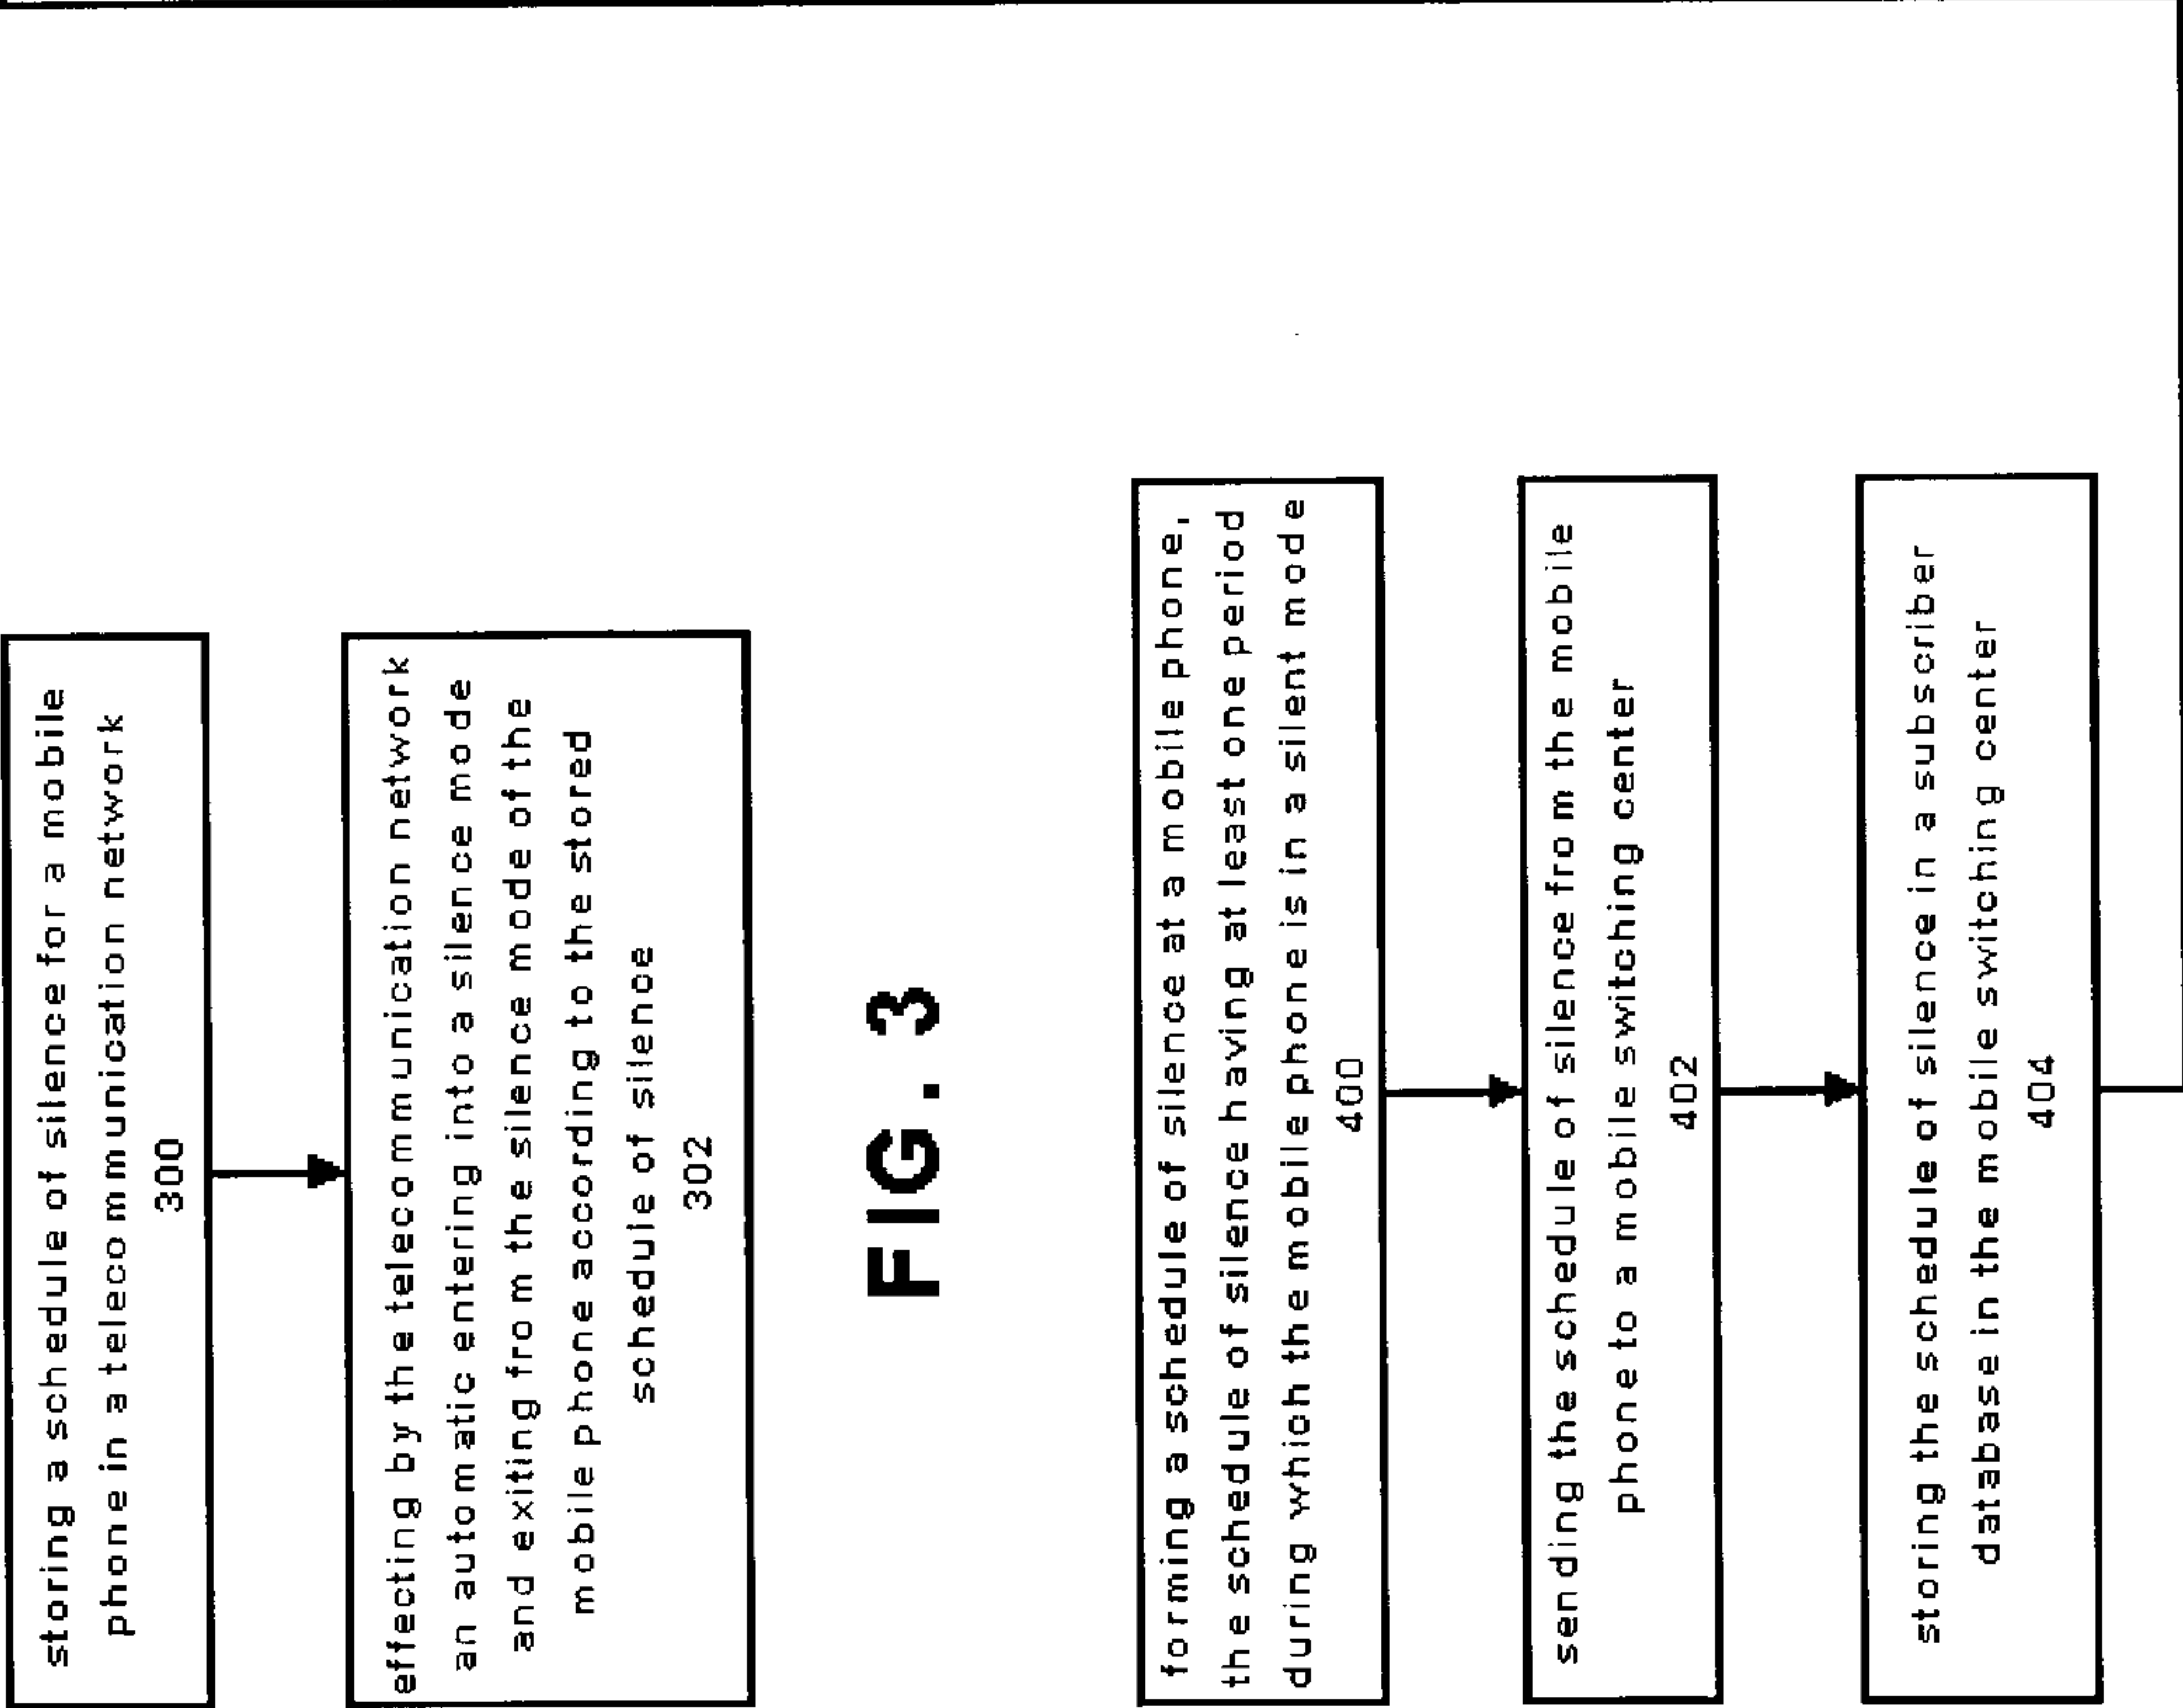 storing a schedule of silence for a mobile
phone in a telecommunication network
300
effecting by the telecommunication network
an automatic entering into a silence mode
and exiting from the silence mode of the
mobile phone according to the stored
schedule of silence
302
FIG. 3
forming a schedule of silence at a mobile phone,
the schedule of silence having at least one period
during which the mobile phone is in a silent mode
400
sending the schedule of silence from the mobile
phone to a mobile switching center
402
storing the schedule of silence in a subscriber
database in the mobile switching center
404